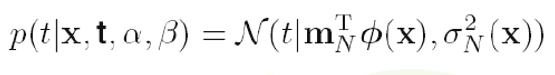 p(t|𝐱, 𝘁, α, β) = 𝒩(t|𝐦_N^T ϕ(𝐱), σ_N^2(𝐱))